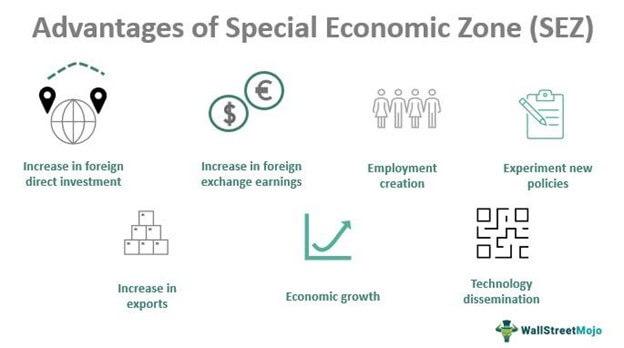 Advantages of Special Economic Zone (SEZ)
$
€
Increase in foreign
direct investment
Increase in foreign
exchange earnings
Employment
creation
Experiment new
policies
Increase in
exports
Economic growth
Technology
dissemination
WallStreetMojo